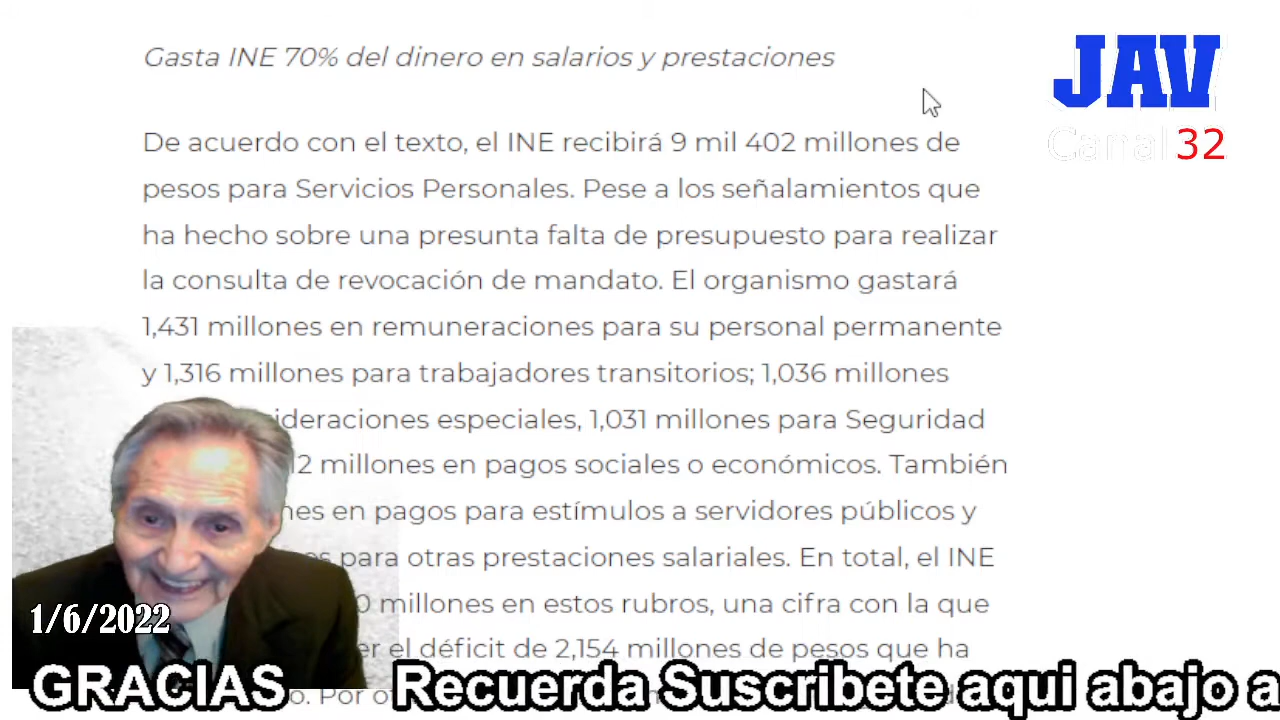 Gasta INE 70% del dinero en salarios y prestaciones
JAV
Canal 32
De acuerdo con el texto, el INE recibirá 9 mil 402 millones de
pesos para Servicios Personales. Pese a los señalamientos que
ha hecho sobre una presunta falta de presupuesto para realizar
la consulta de revocación de mandato. El organismo gastará
1,431 millones en remuneraciones para su personal permanente
y 1,316 millones para trabajadores transitorios; 1,036 millones
especiales, 1,031 millones para Seguridad
millones en pagos sociales o económicos. También
en pagos para estímulos a servidores públicos y
para otras prestaciones salariales. En total, el INE
millones en estos rubros, una cifra con la que
el déficit de 2,154 millones de pesos que ha
1/6/2022
Por
GRACIAS Recuerda Suscribete aqui abajo a